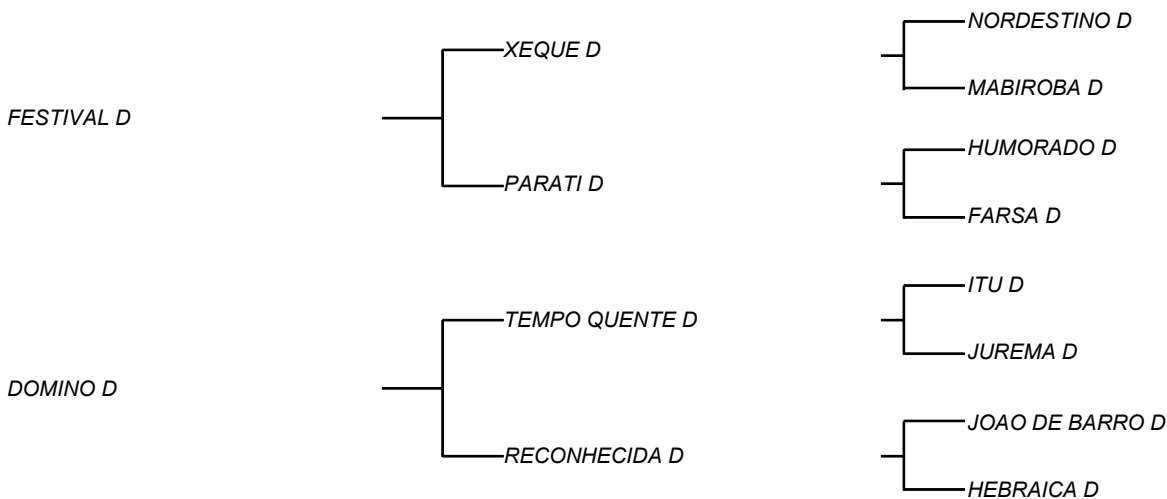 NORDESTINO D
XEQUE D
MABIROBA D
FESTIVAL D
HUMORADO D
PARATI D
FARSA D
ITU D
TEMPO QUENTE D
JUREMA D
DOMINO D
JOAO DE BARRO D
RECONHECIDA D
HEBRAICA D